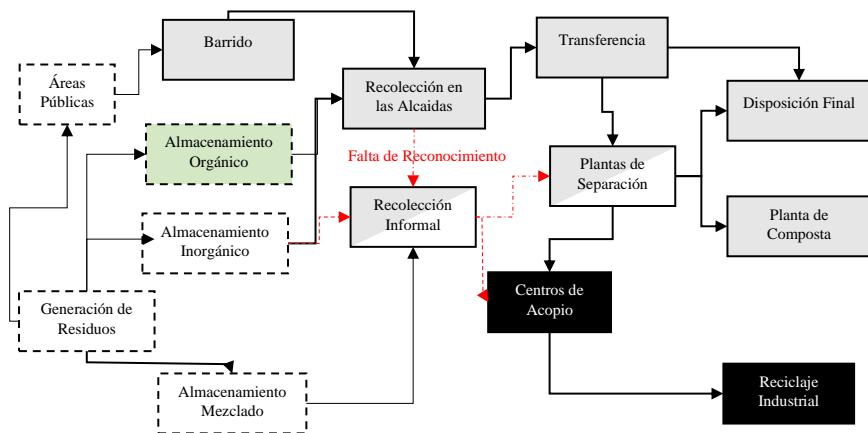 Barrido
Transferencia
Áreas
Públicas
Recolección en
las Alcaidas
Disposición Final
Almacenamiento
Orgánico
Falta de Reconocimiento
Plantas de
Separación
Recolección
Informal
Almacenamiento
Inorgánico
Planta de
Composta
Generación de
Residuos
Centros de
Acopio
Almacenamiento
Mezclado
Reciclaje
Industrial